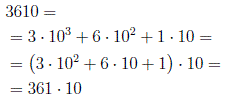 3610 =
= 3 · 10³ + 6 · 10² + 1 · 10 =
= (3 · 10² + 6 · 10 + 1) · 10 =
= 361 · 10